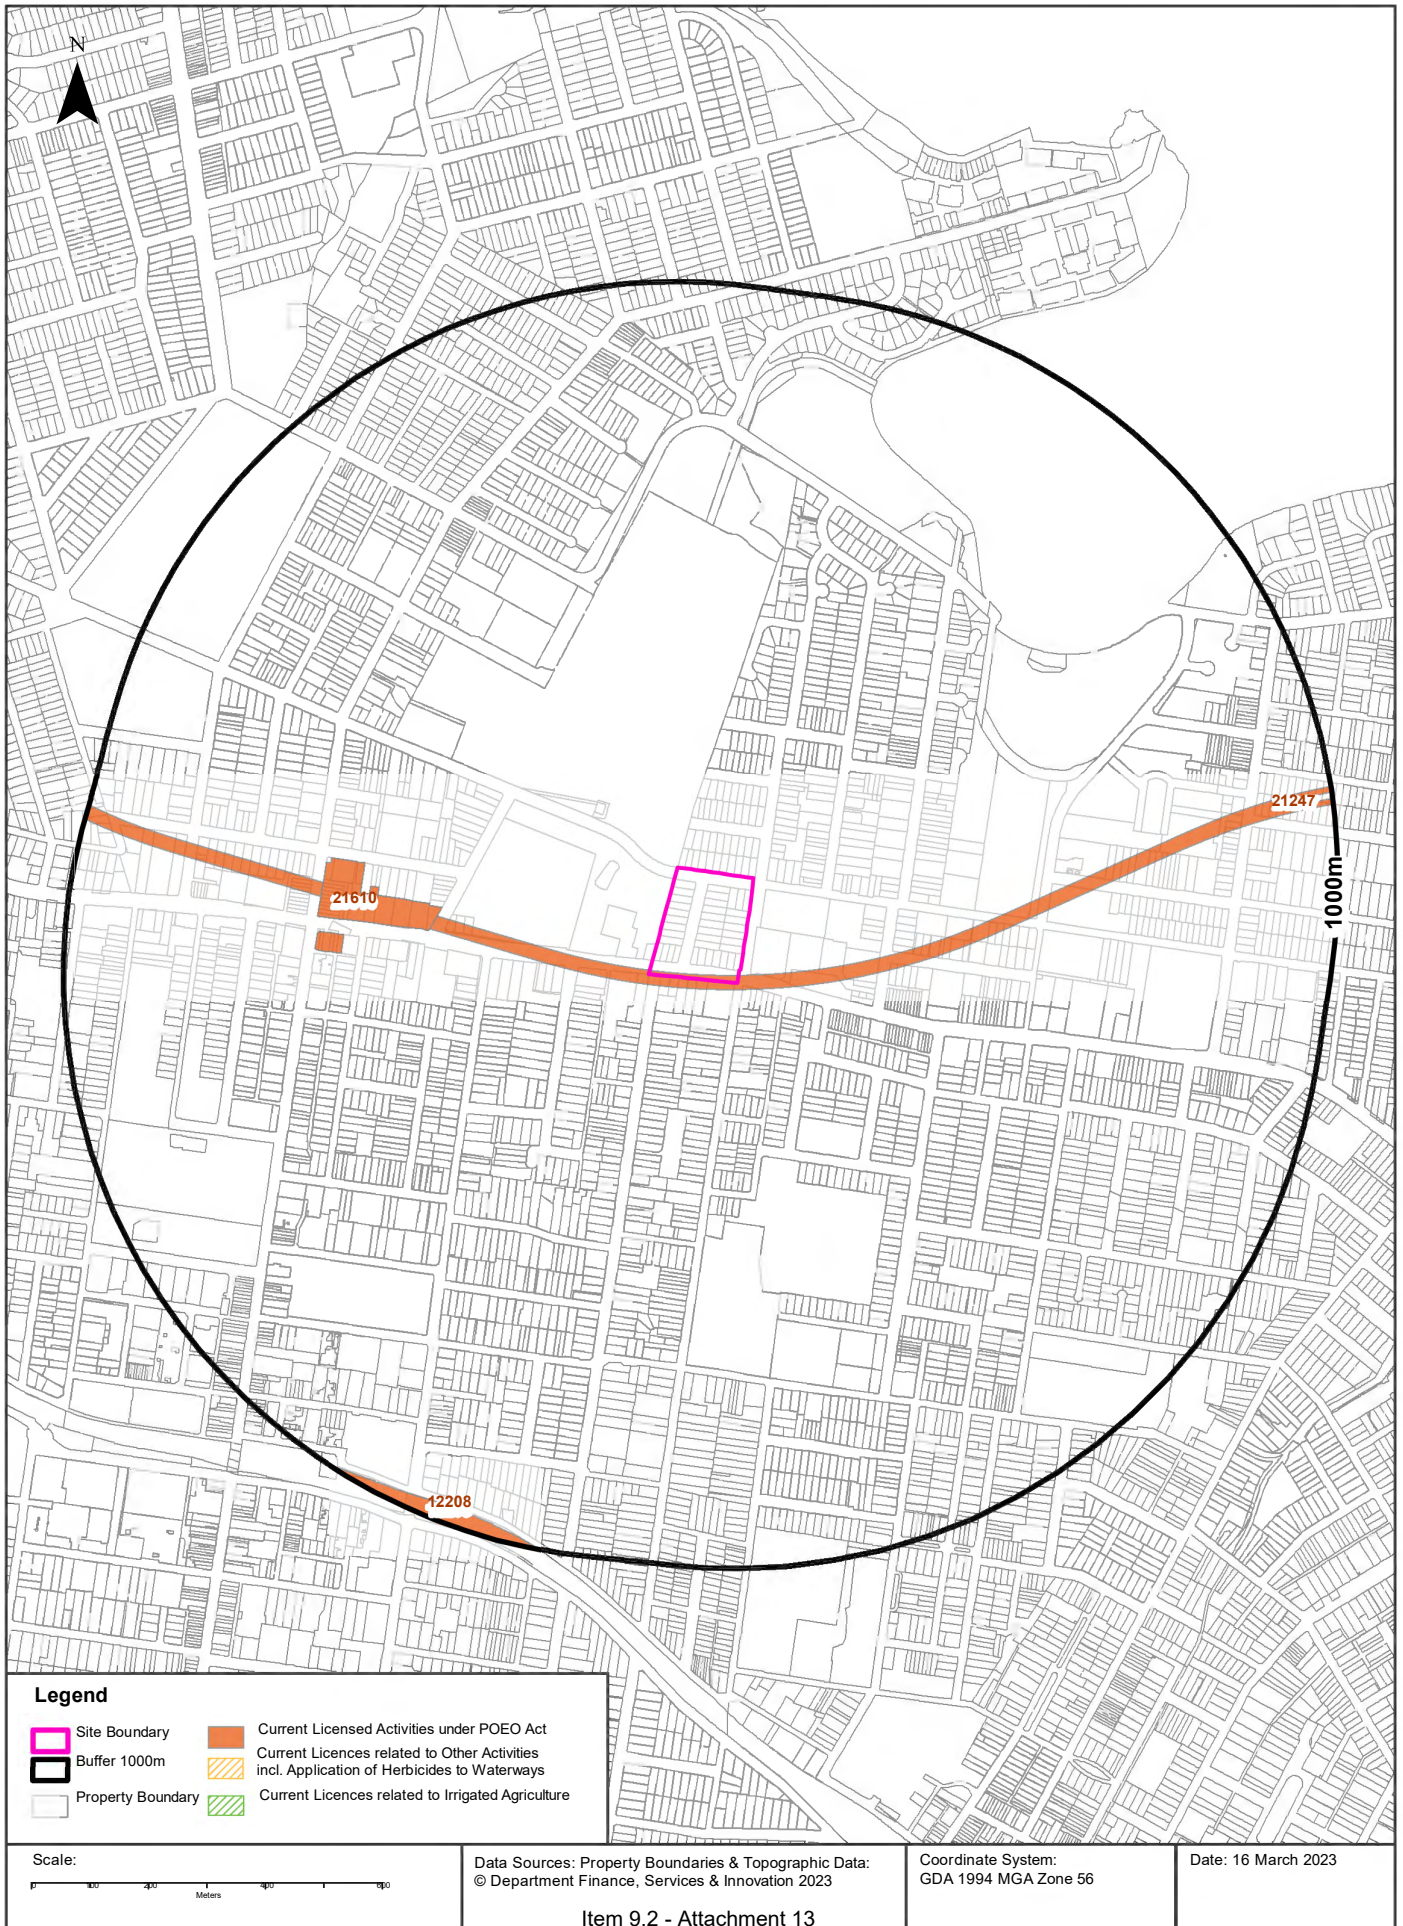 N
21247
1000m
21610
12208
Legend
Site Boundary
Buffer 1000m
Property Boundary
Current Licensed Activities under POEO Act
Current Licences related to Other Activities
incl. Application of Herbicides to Waterways
Current Licences related to Irrigated Agriculture
Scale:
0 100 200 400 600
Meters
Data Sources: Property Boundaries & Topographic Data:
© Department Finance, Services & Innovation 2023
Coordinate System:
GDA 1994 MGA Zone 56
Date: 16 March 2023
Item 9.2 - Attachment 13